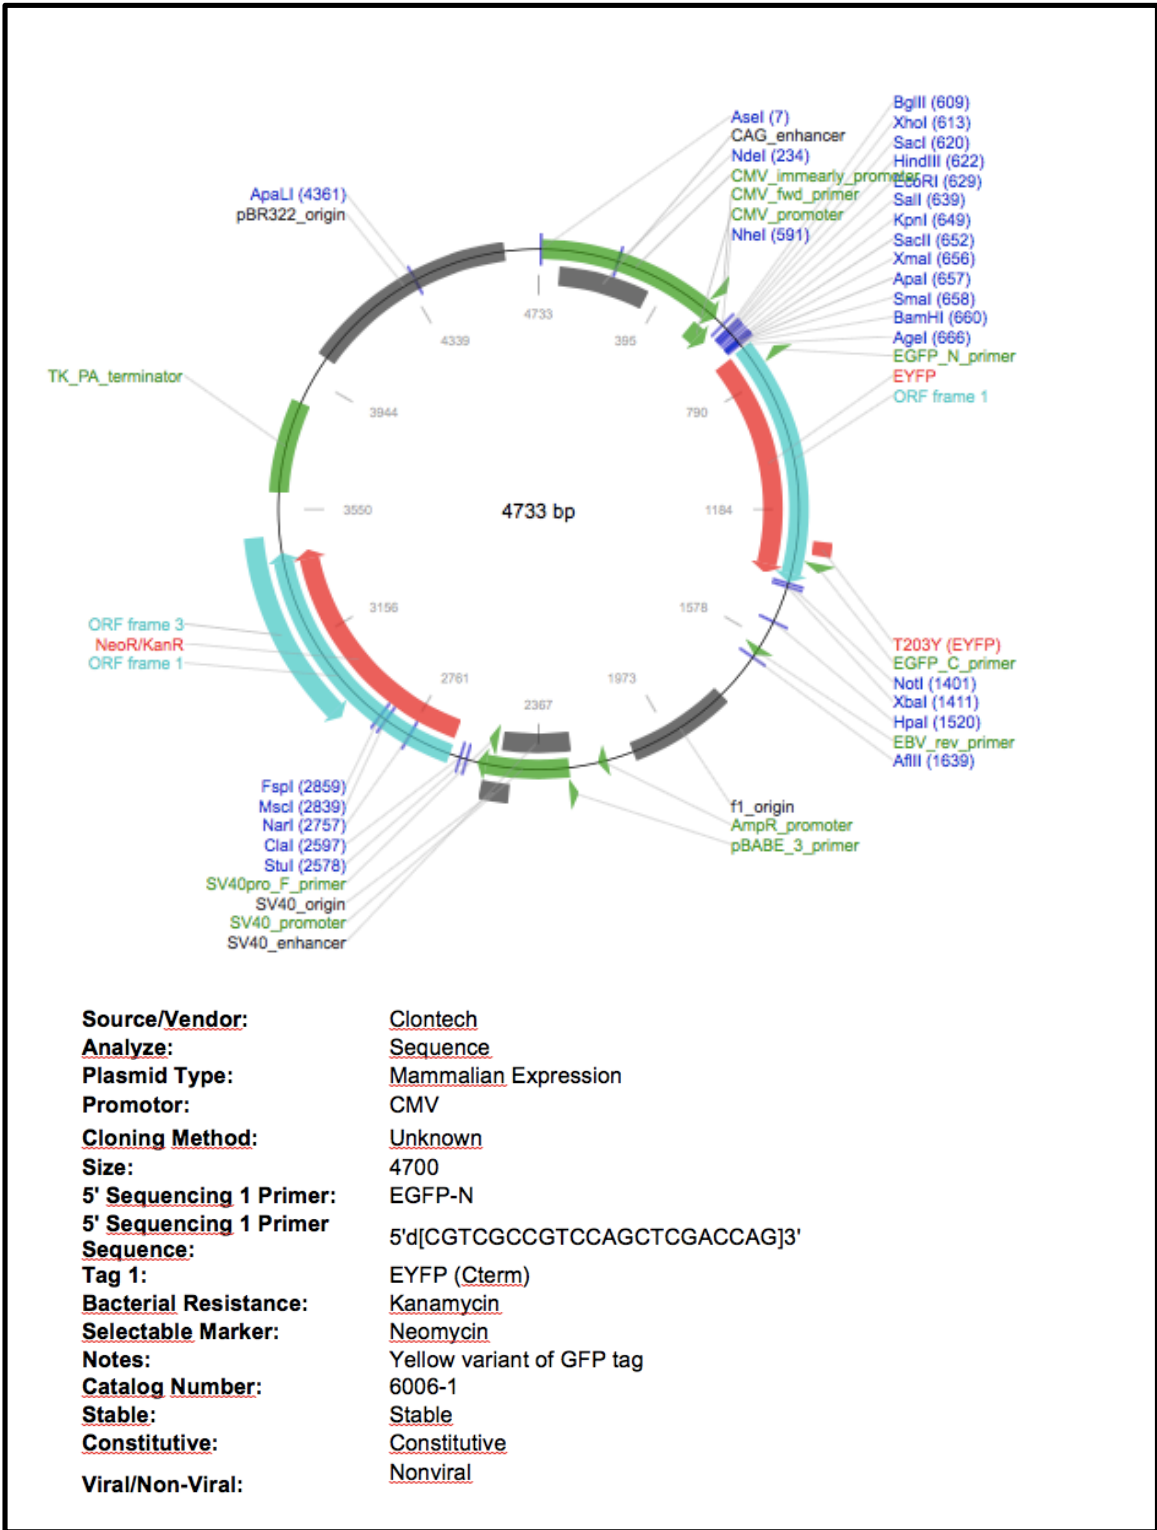 AseI (7)
CAG_enhancer
NdeI (234)
CMV_immearly_promoter
CMV_fwd_primer
CMV_promoter
NheI (591)
BglII (609)
XhoI (613)
SacI (620)
HindIII (622)
EcoRI (629)
SalI (639)
KpnI (649)
SacII (652)
XmaI (656)
ApaI (657)
SmaI (658)
BamHI (660)
AgeI (666)
EGFP_N_primer
EYFP
ORF frame 1
ApaLI (4361)
pBR322_origin
TK_PA_terminator
4733
395
790
1184
1578
1973
2367
2761
3156
3550
3944
4339
4733 bp
ORF frame 3
NeoR/KanR
ORF frame 1
T203Y (EYFP)
EGFP_C_primer
NotI (1401)
XbaI (1411)
HpaI (1520)
EBV_rev_primer
AflII (1639)
f1_origin
AmpR_promoter
pBABE_3_primer
FspI (2859)
MscI (2839)
NarI (2757)
ClaI (2597)
StuI (2578)
SV40pro_F_primer
SV40_origin
SV40_promoter
SV40_enhancer
Source/Vendor: Clontech
Analyze: Sequence
Plasmid Type: Mammalian Expression
Promotor: CMV
Cloning Method: Unknown
Size: 4700
5' Sequencing 1 Primer: EGFP-N
5' Sequencing 1 Primer
Sequence: 5'd[CGTCGCCGTCCAGCTCGACCAG]3'
Tag 1: EYFP (Cterm)
Bacterial Resistance: Kanamycin
Selectable Marker: Neomycin
Notes: Yellow variant of GFP tag
Catalog Number: 6006-1
Stable: Stable
Constitutive: Constitutive
Viral/Non-Viral: Nonviral